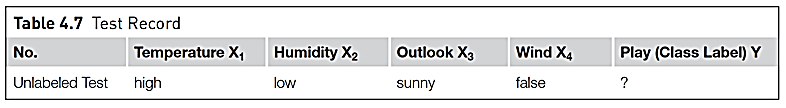 Table 4.7 Test Record
No. Temperature X₁ Humidity X₂ Outlook X₃ Wind X₄ Play (Class Label) Y
Unlabeled Test high low sunny false ?